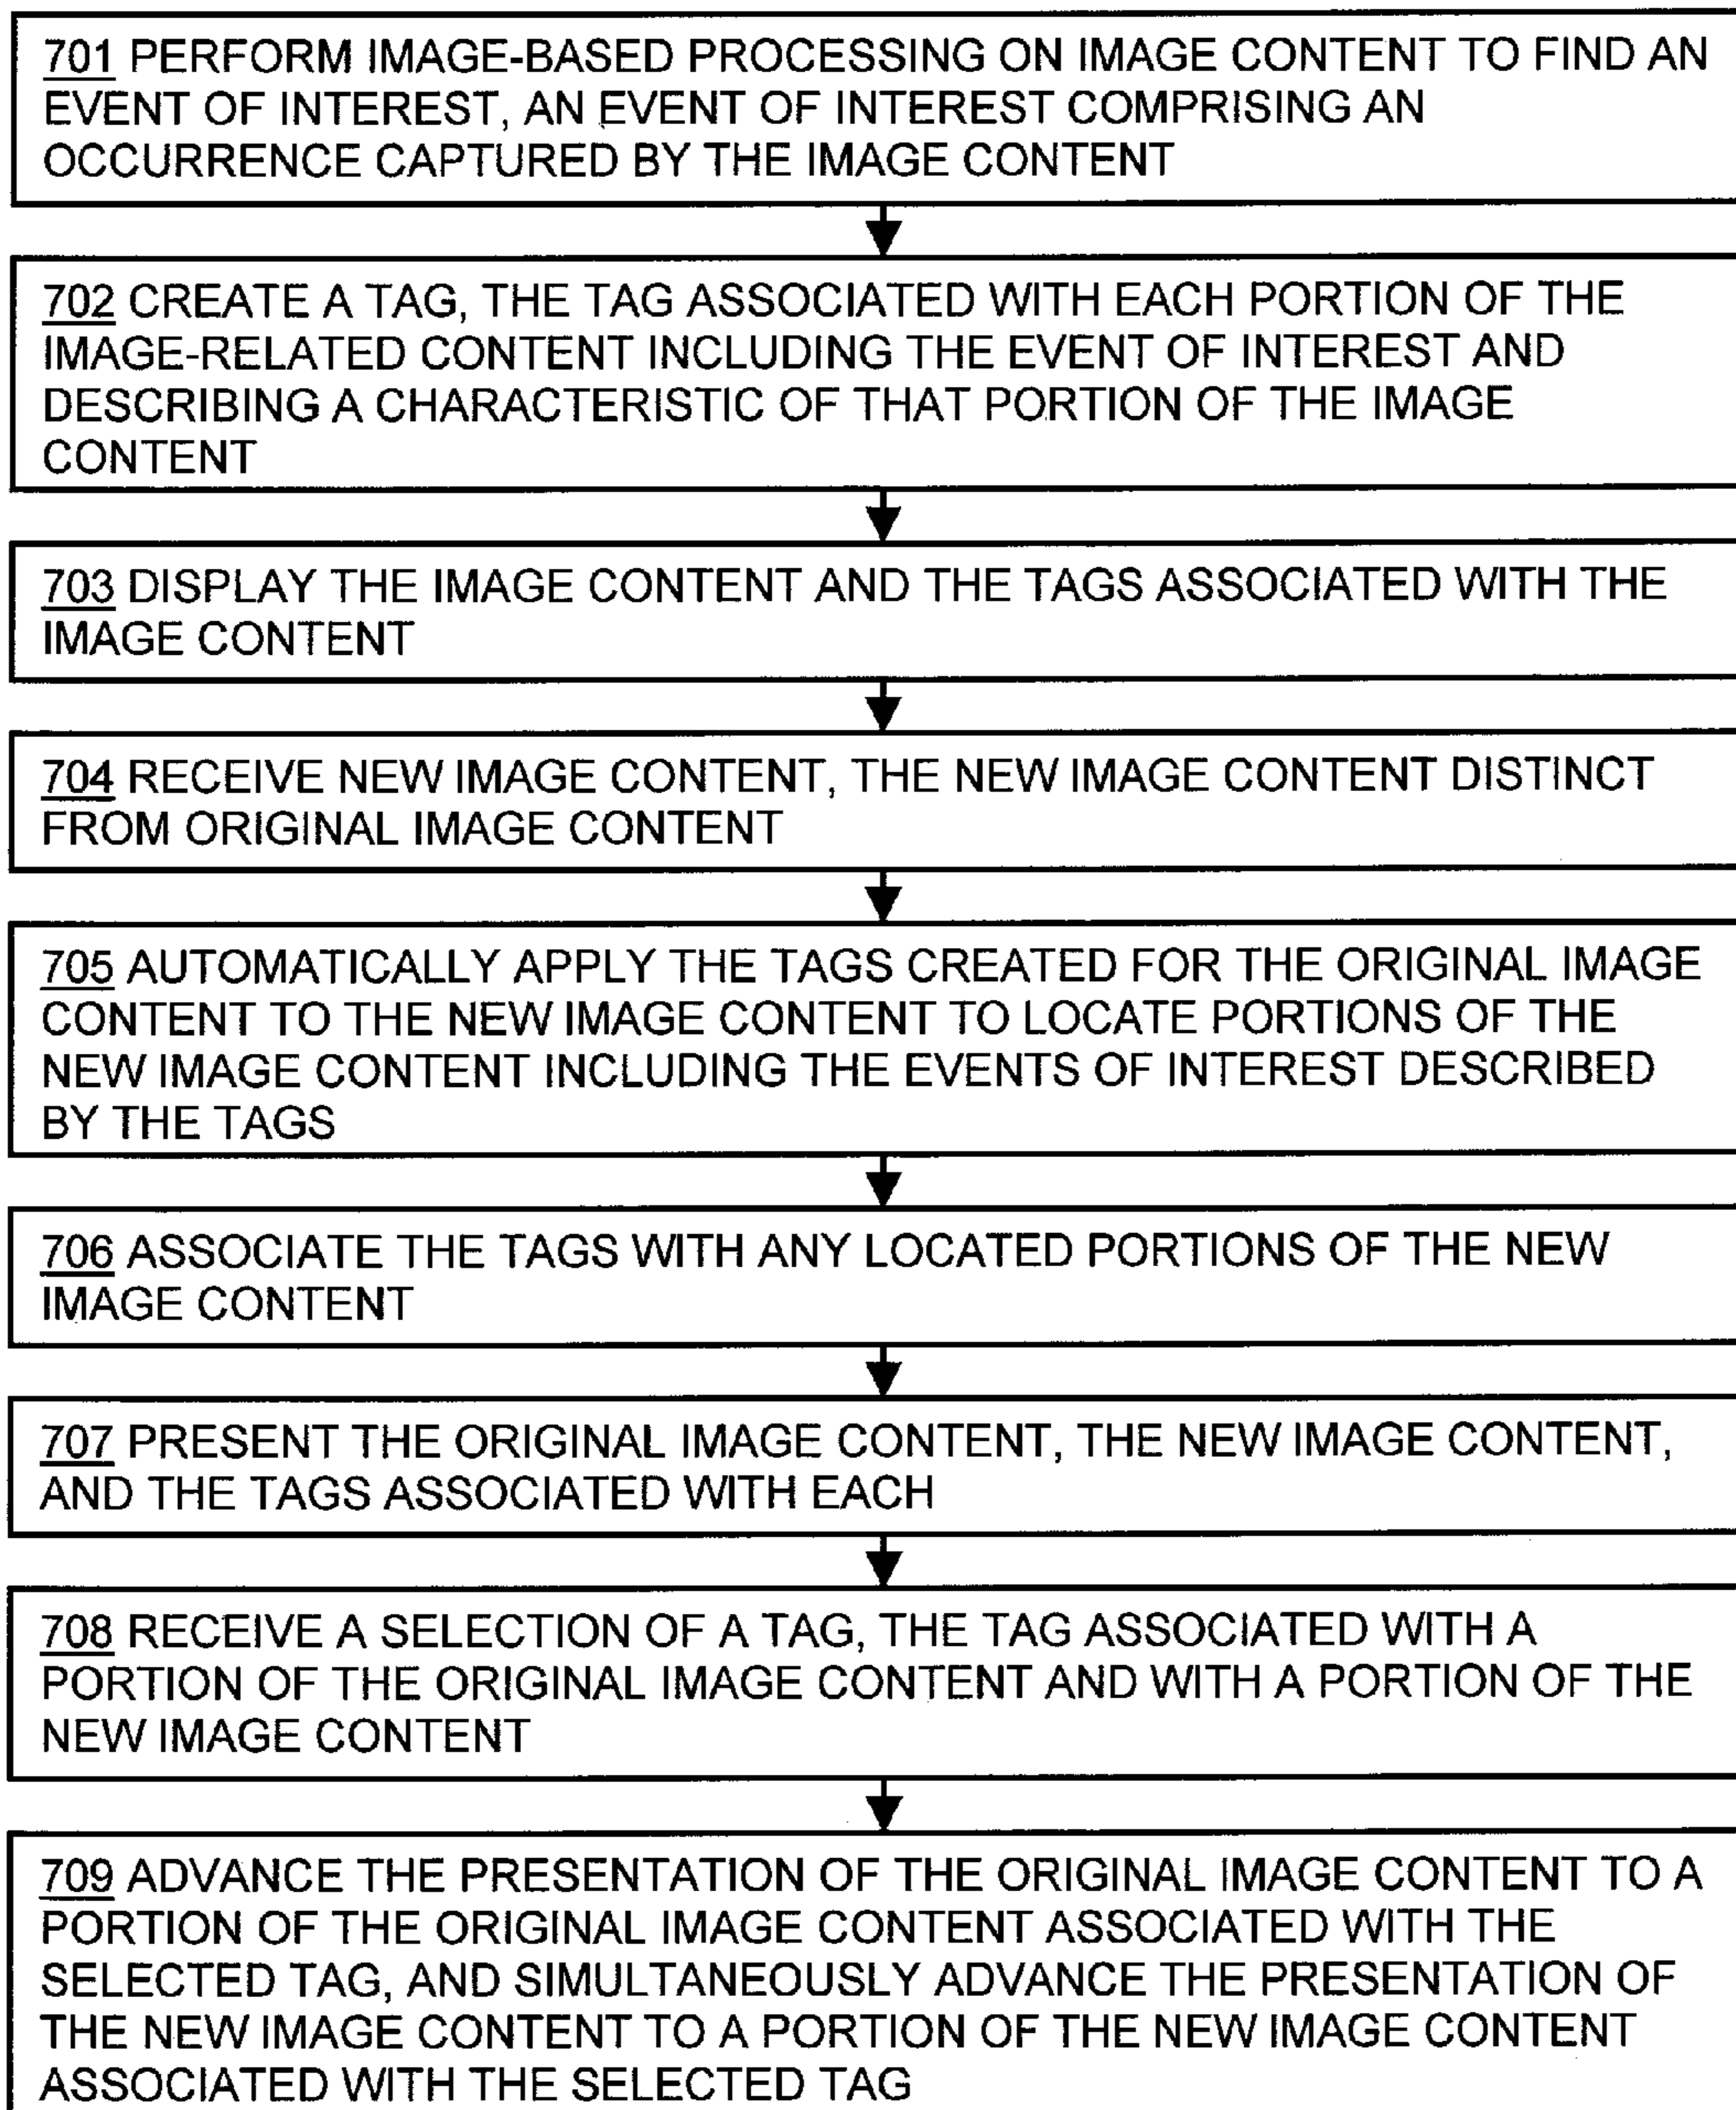 701 PERFORM IMAGE-BASED PROCESSING ON IMAGE CONTENT TO FIND AN
EVENT OF INTEREST, AN EVENT OF INTEREST COMPRISING AN
OCCURRENCE CAPTURED BY THE IMAGE CONTENT
702 CREATE A TAG, THE TAG ASSOCIATED WITH EACH PORTION OF THE
IMAGE-RELATED CONTENT INCLUDING THE EVENT OF INTEREST AND
DESCRIBING A CHARACTERISTIC OF THAT PORTION OF THE IMAGE
CONTENT
703 DISPLAY THE IMAGE CONTENT AND THE TAGS ASSOCIATED WITH THE
IMAGE CONTENT
704 RECEIVE NEW IMAGE CONTENT, THE NEW IMAGE CONTENT DISTINCT
FROM ORIGINAL IMAGE CONTENT
705 AUTOMATICALLY APPLY THE TAGS CREATED FOR THE ORIGINAL IMAGE
CONTENT TO THE NEW IMAGE CONTENT TO LOCATE PORTIONS OF THE
NEW IMAGE CONTENT INCLUDING THE EVENTS OF INTEREST DESCRIBED
BY THE TAGS
706 ASSOCIATE THE TAGS WITH ANY LOCATED PORTIONS OF THE NEW
IMAGE CONTENT
707 PRESENT THE ORIGINAL IMAGE CONTENT, THE NEW IMAGE CONTENT,
AND THE TAGS ASSOCIATED WITH EACH
708 RECEIVE A SELECTION OF A TAG, THE TAG ASSOCIATED WITH A
PORTION OF THE ORIGINAL IMAGE CONTENT AND WITH A PORTION OF THE
NEW IMAGE CONTENT
709 ADVANCE THE PRESENTATION OF THE ORIGINAL IMAGE CONTENT TO A
PORTION OF THE ORIGINAL IMAGE CONTENT ASSOCIATED WITH THE
SELECTED TAG, AND SIMULTANEOUSLY ADVANCE THE PRESENTATION OF
THE NEW IMAGE CONTENT TO A PORTION OF THE NEW IMAGE CONTENT
ASSOCIATED WITH THE SELECTED TAG